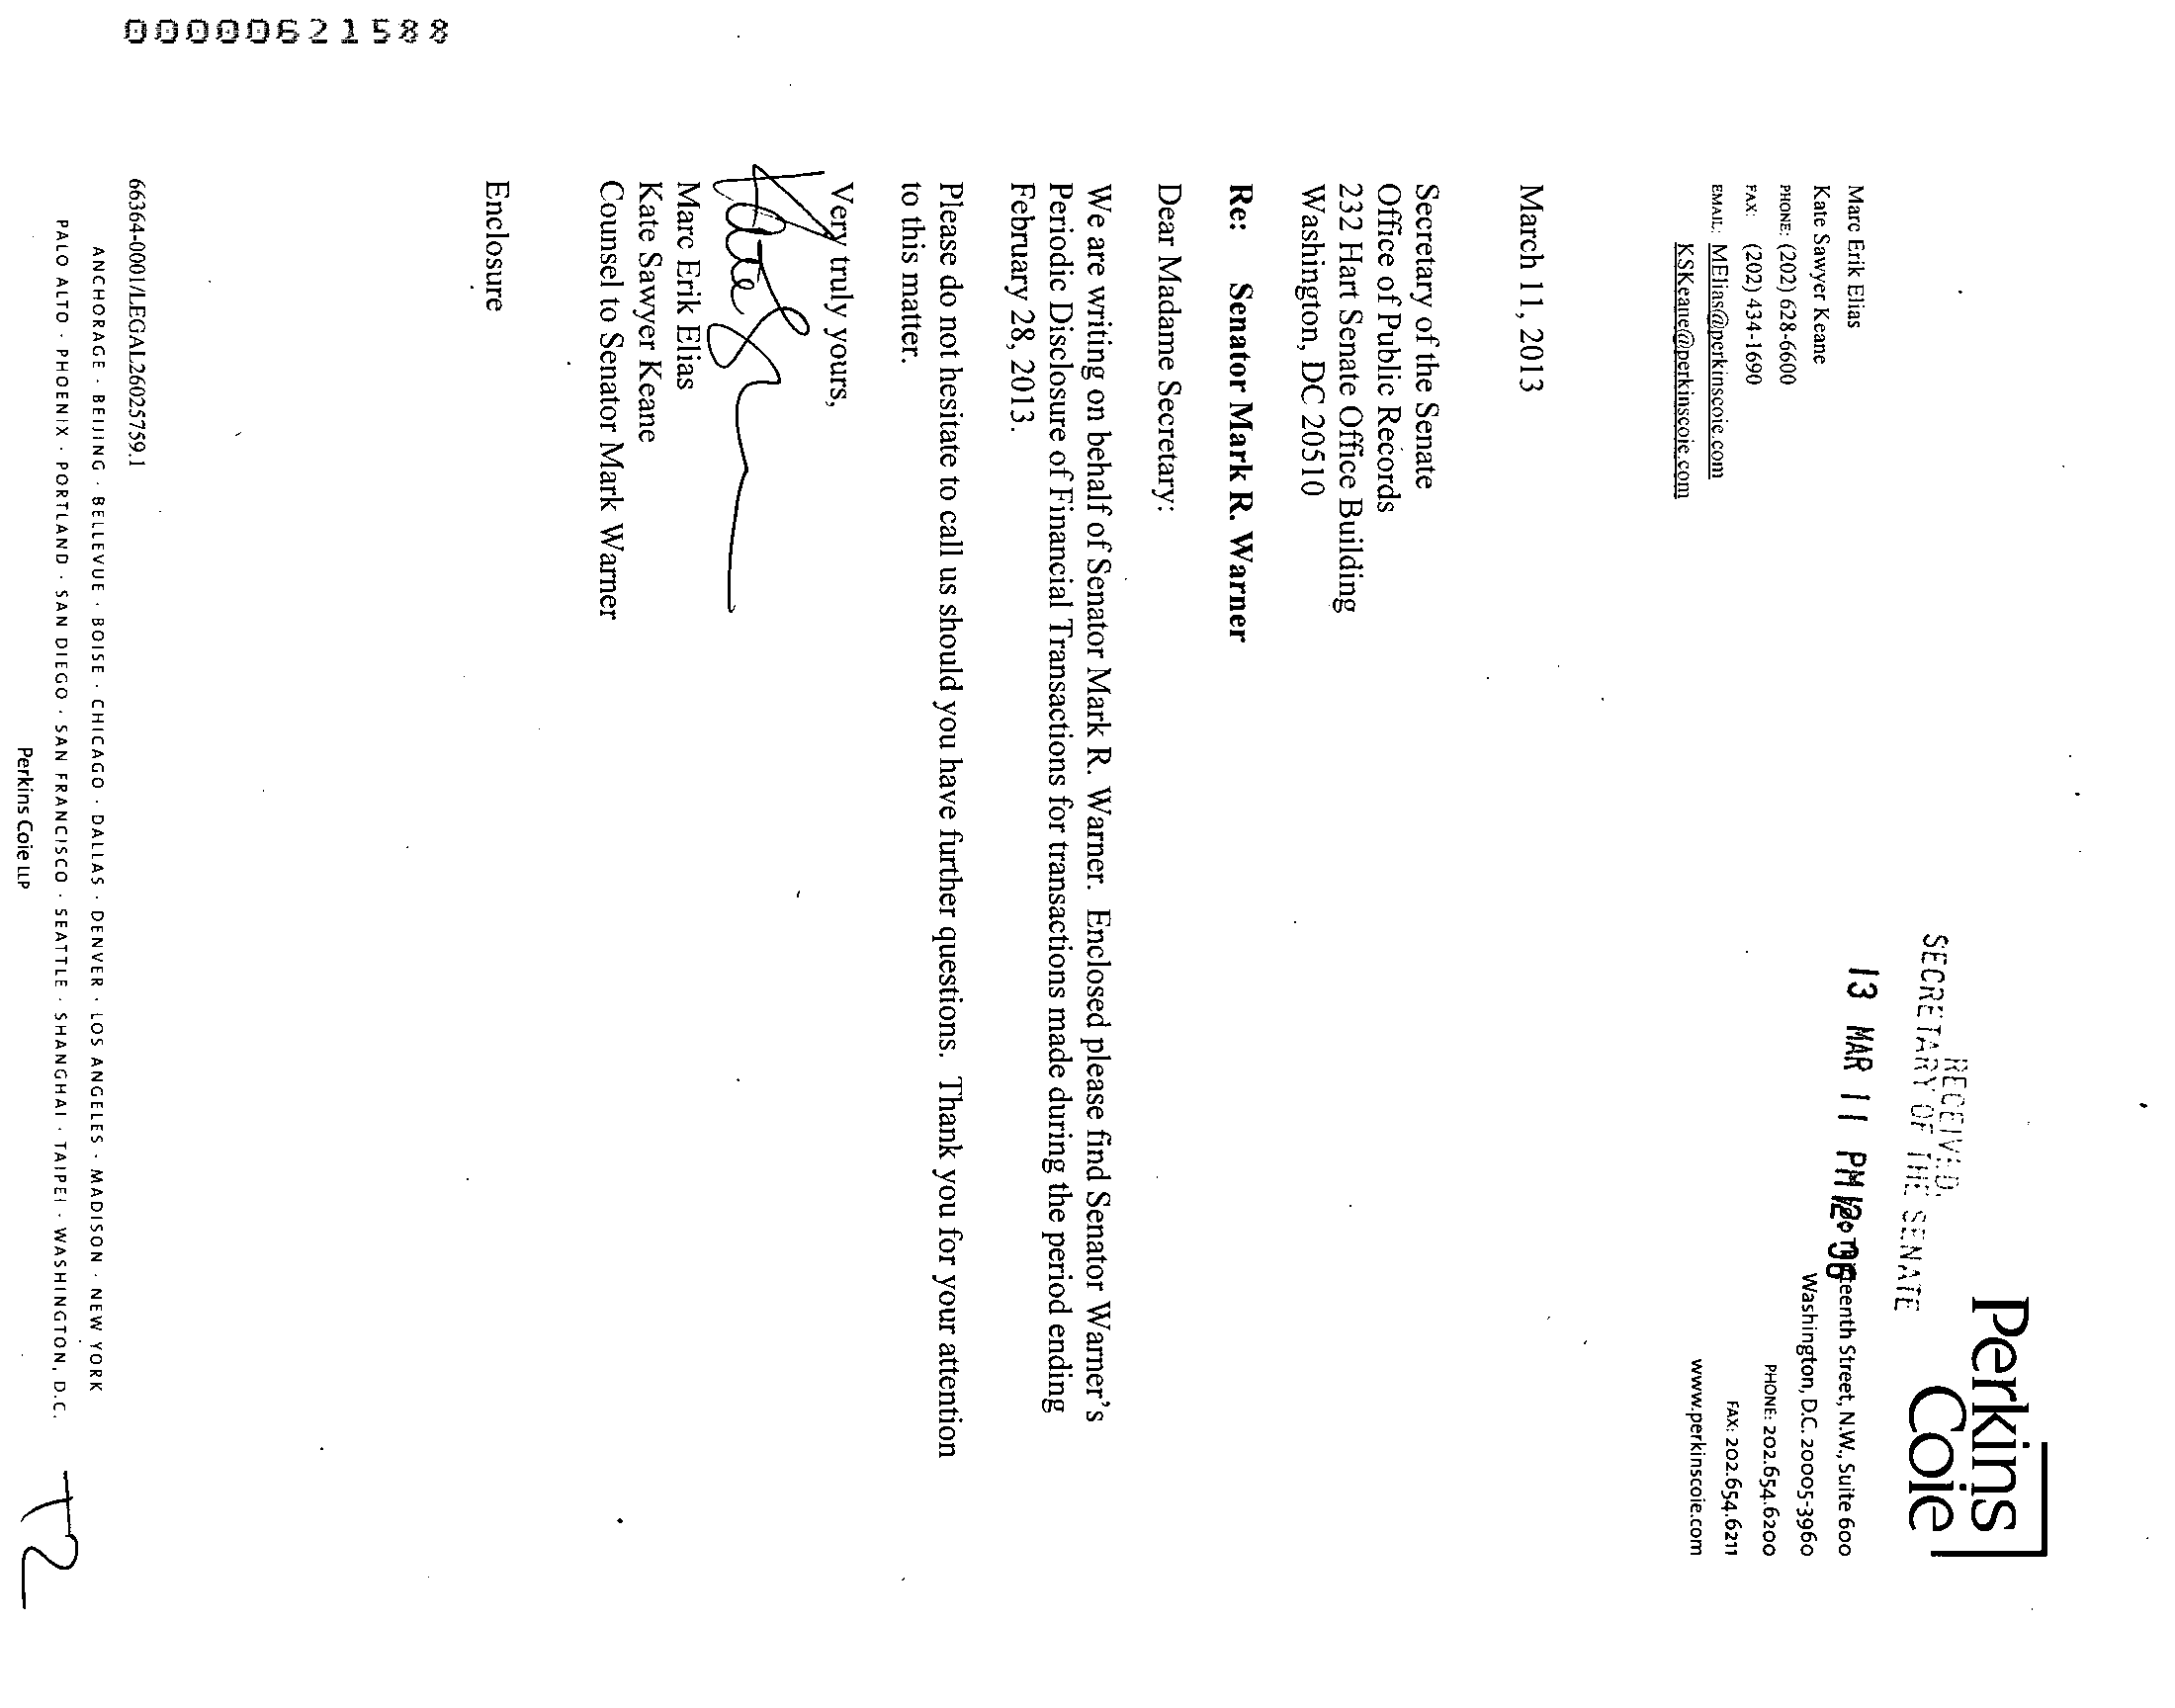 00000621588
RECEIVED
SECRETARY OF THE SENATE
13 MAR 11 PM 12:
Perkins
Coie
Marc Erik Elias
Kate Sawyer Keane
PHONE: (202) 628-6600
FAX: (202) 434-1690
EMAIL: MElias@perkinscoie.com
KSKeane@perkinscoie.com
Street, N.W., Suite 600
Washington, D.C. 20005-3960
PHONE: 202.654.6200
FAX: 202.654.6211
www.perkinscoie.com
March 11, 2013
Secretary of the Senate
Office of Public Records
232 Hart Senate Office Building
Washington, DC 20510
Re: Senator Mark R. Warner
Dear Madame Secretary:
We are writing on behalf of Senator Mark R. Warner. Enclosed please find Senator Warner's
Periodic Disclosure of Financial Transactions for transactions made during the period ending
February 28, 2013.
Please do not hesitate to call us should you have further questions. Thank you for your attention
to this matter.
Very truly yours,
Marc Erik Elias
Kate Sawyer Keane
Counsel to Senator Mark Warner
Enclosure
66364-0001/LEGAL26025759.1
ANCHORAGE · BEIJING · BELLEVUE · BOISE · CHICAGO · DALLAS · DENVER · LOS ANGELES · MADISON · NEW YORK
PALO ALTO · PHOENIX · PORTLAND · SAN DIEGO · SAN FRANCISCO · SEATTLE · SHANGHAI · TAIPEI · WASHINGTON, D.C.
Perkins Coie LLP